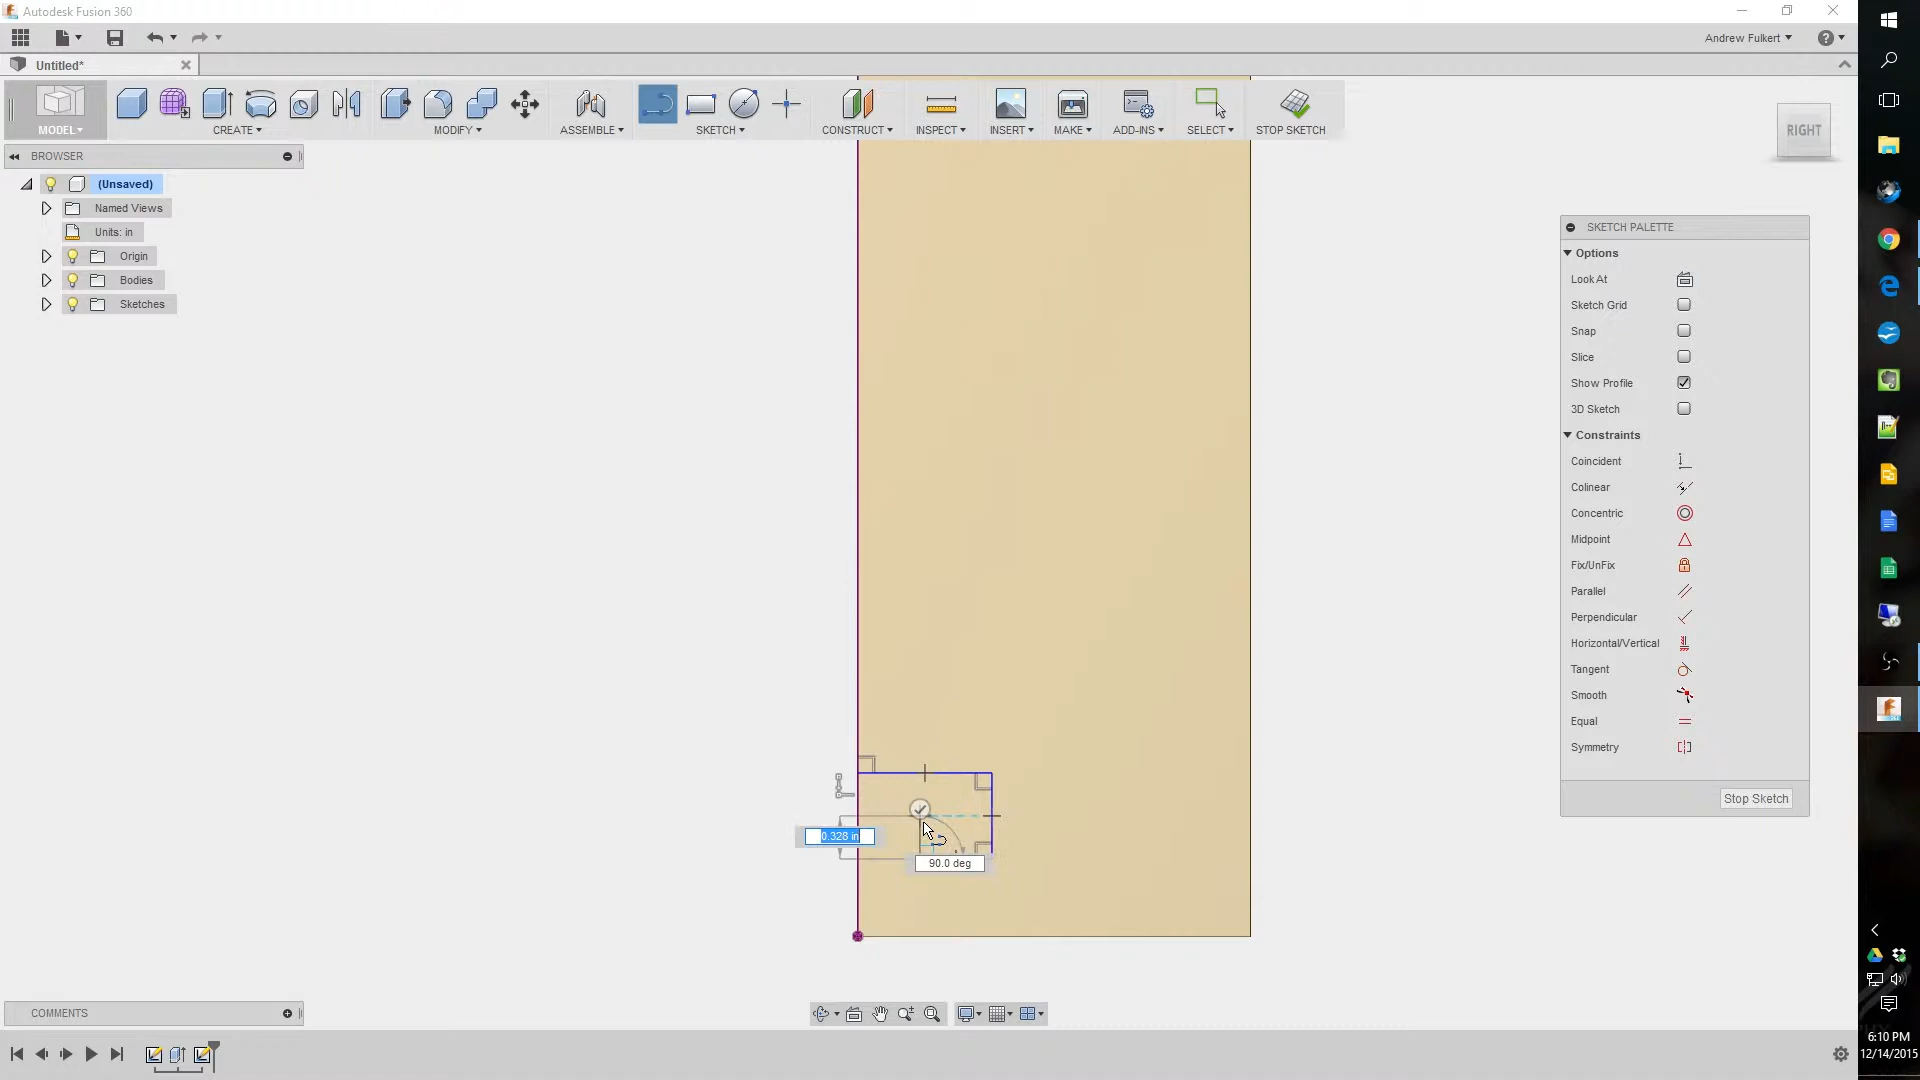 Autodesk Fusion 360
Andrew Fulkert
Untitled*
MODEL
CREATE
MODIFY
ASSEMBLE
SKETCH
CONSTRUCT
INSPECT
INSERT
MAKE
ADD-INS
SELECT
STOP SKETCH
RIGHT
BROWSER
(Unsaved)
Named Views
Units: in
Origin
Bodies
Sketches
SKETCH PALETTE
Options
Look At
Sketch Grid
Snap
Slice
Show Profile
3D Sketch
Constraints
Coincident
Colinear
Concentric
Midpoint
Fix/UnFix
Parallel
Perpendicular
Horizontal/Vertical
Tangent
Smooth
Equal
Symmetry
Stop Sketch
0.328 in
90.0 deg
COMMENTS
6:10 PM
12/14/2015